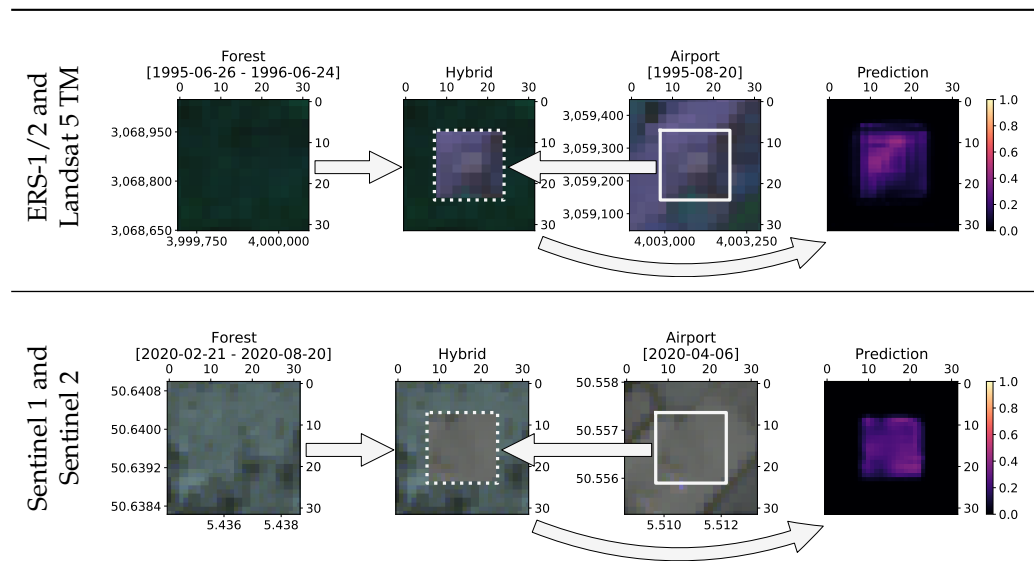 ERS-1/2 and
Landsat 5 TM
Forest
[1995-06-26 - 1996-06-24]
Hybrid
Airport
[1995-08-20]
Prediction
0 10 20 30
0 10 20 30
0 10 20 30
0 10 20 30
3,068,950
3,068,800
3,068,650
3,999,750 4,000,000
0
10
20
30
3,059,400
3,059,300
3,059,200
3,059,100
4,003,000 4,003,250
0
10
20
30
0
10
20
30
1.0
0.8
0.6
0.4
0.2
0.0
Sentinel 1 and
Sentinel 2
Forest
[2020-02-21 - 2020-08-20]
Hybrid
Airport
[2020-04-06]
Prediction
0 10 20 30
0 10 20 30
0 10 20 30
0 10 20 30
50.6408
50.6400
50.6392
50.6384
5.436 5.438
0
10
20
30
50.558
50.557
50.556
5.510 5.512
0
10
20
30
0
10
20
30
1.0
0.8
0.6
0.4
0.2
0.0